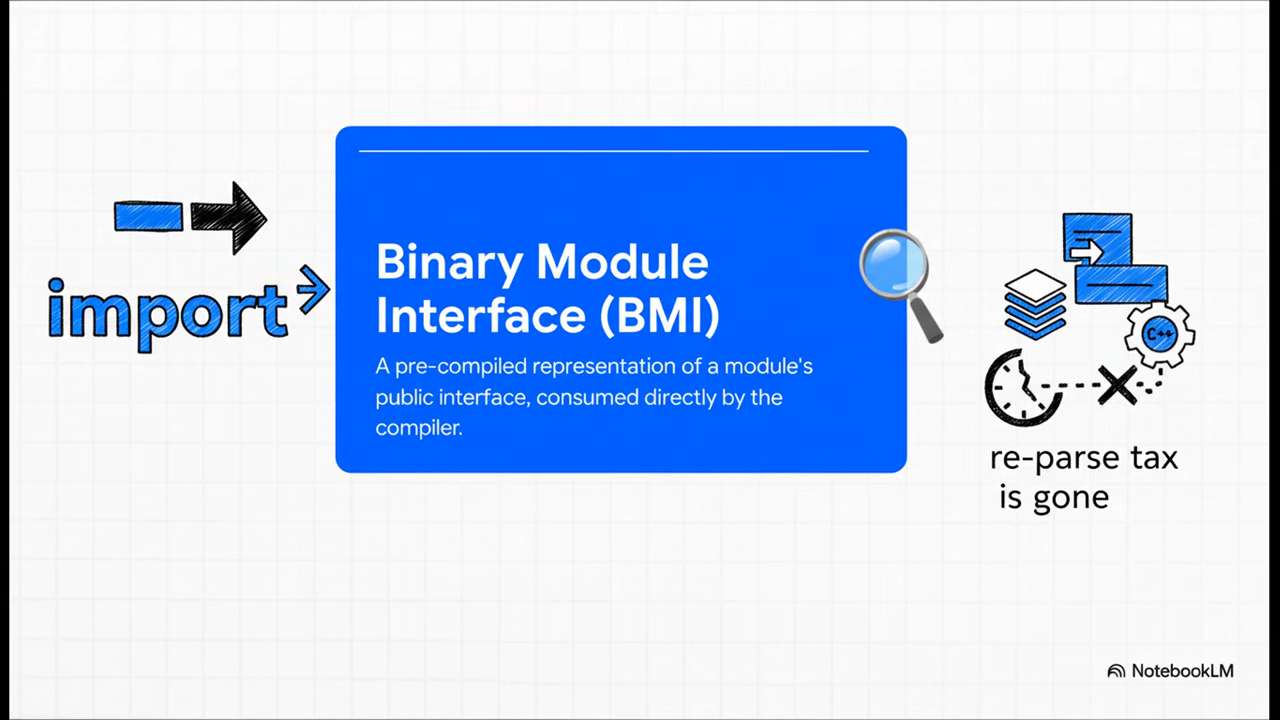 import
Binary Module
Interface (BMI)
A pre-compiled representation of a module's
public interface, consumed directly by the
compiler.
C++
re-parse tax
is gone
NotebookLM